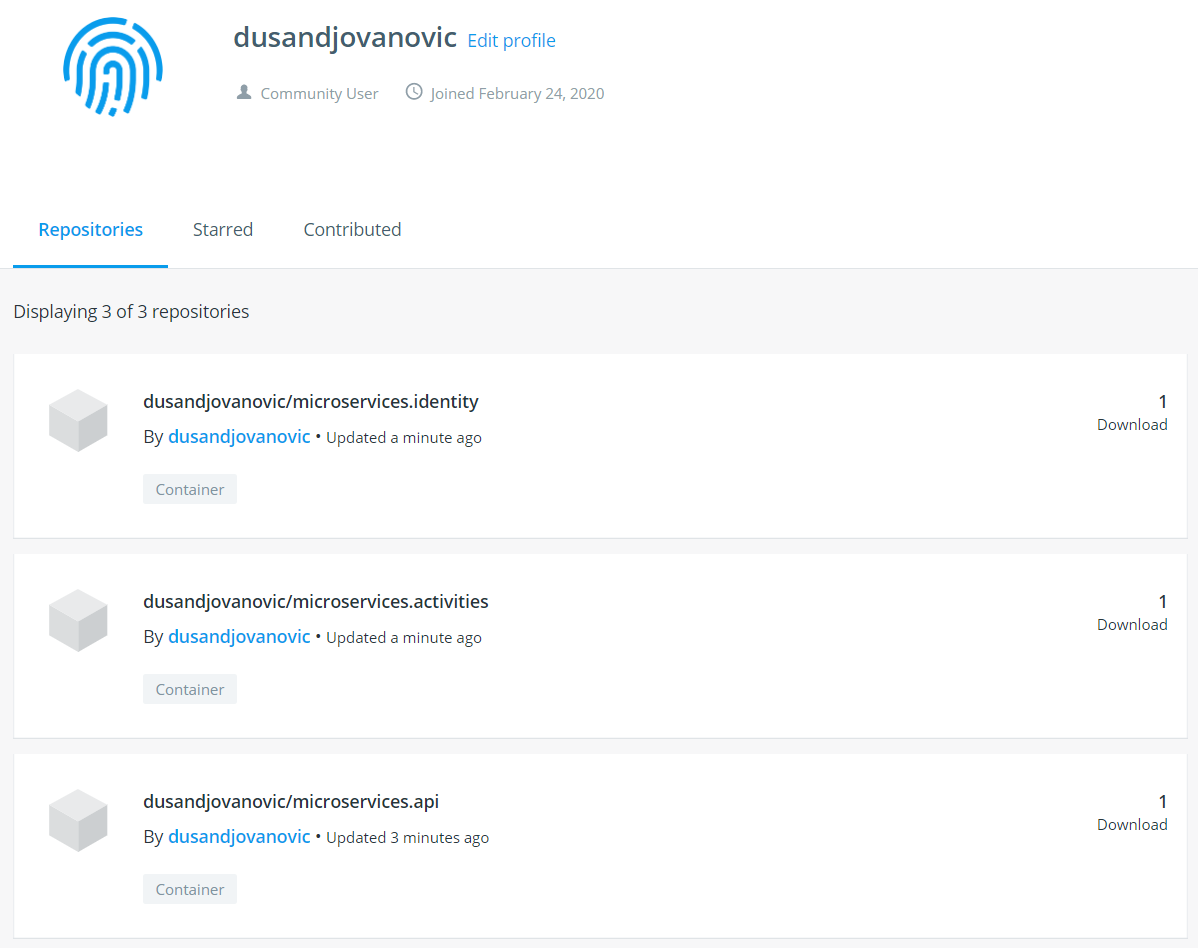 dusandjovanovic Edit profile
Community User Joined February 24, 2020
Repositories Starred Contributed
Displaying 3 of 3 repositories
dusandjovanovic/microservices.identity 1
By dusandjovanovic • Updated a minute ago Download
Container
dusandjovanovic/microservices.activities 1
By dusandjovanovic • Updated a minute ago Download
Container
dusandjovanovic/microservices.api 1
By dusandjovanovic • Updated 3 minutes ago Download
Container